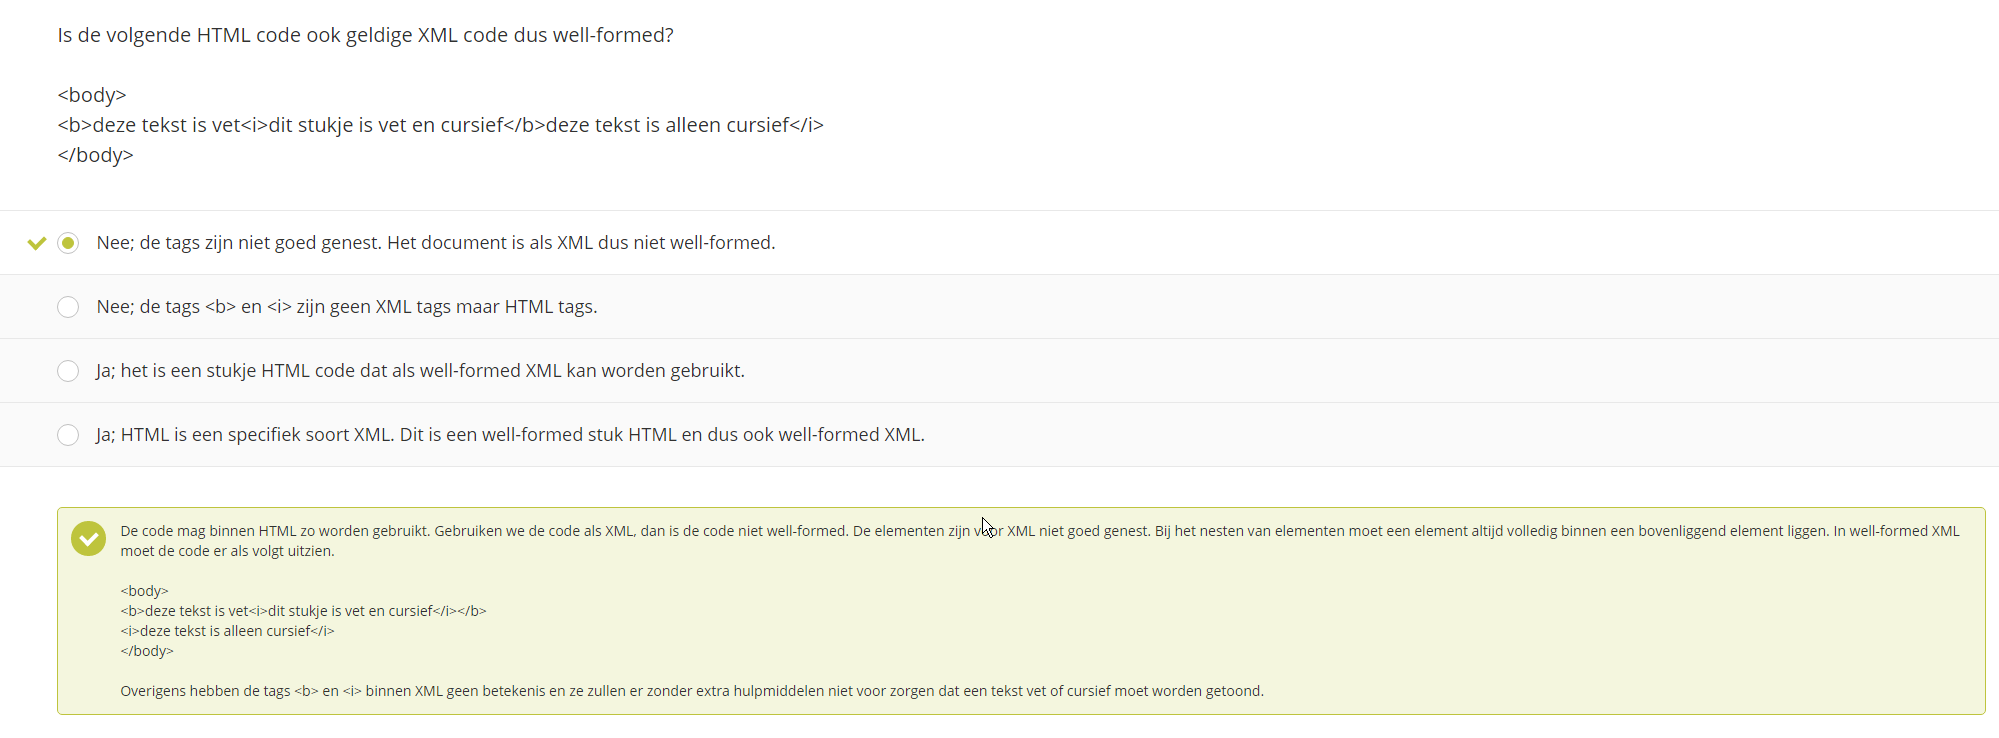 Is de volgende HTML code ook geldige XML code dus well-formed?
<body>
<b>deze tekst is vet<i>dit stukje is vet en cursief</b>deze tekst is alleen cursief</i>
</body>
Nee; de tags zijn niet goed genest. Het document is als XML dus niet well-formed.
Nee; de tags <b> en <i> zijn geen XML tags maar HTML tags.
Ja; het is een stukje HTML code dat als well-formed XML kan worden gebruikt.
Ja; HTML is een specifiek soort XML. Dit is een well-formed stuk HTML en dus ook well-formed XML.
De code mag binnen HTML zo worden gebruikt. Gebruiken we de code als XML, dan is de code niet well-formed. De elementen zijn voor XML niet goed genest. Bij het nesten van elementen moet een element altijd volledig binnen een bovenliggend element liggen. In well-formed XML
moet de code er als volgt uitzien.
<body>
<b>deze tekst is vet<i>dit stukje is vet en cursief</i></b>
<i>deze tekst is alleen cursief</i>
</body>
Overigens hebben de tags <b> en <i> binnen XML geen betekenis en ze zullen er zonder extra hulpmiddelen niet voor zorgen dat een tekst vet of cursief moet worden getoond.